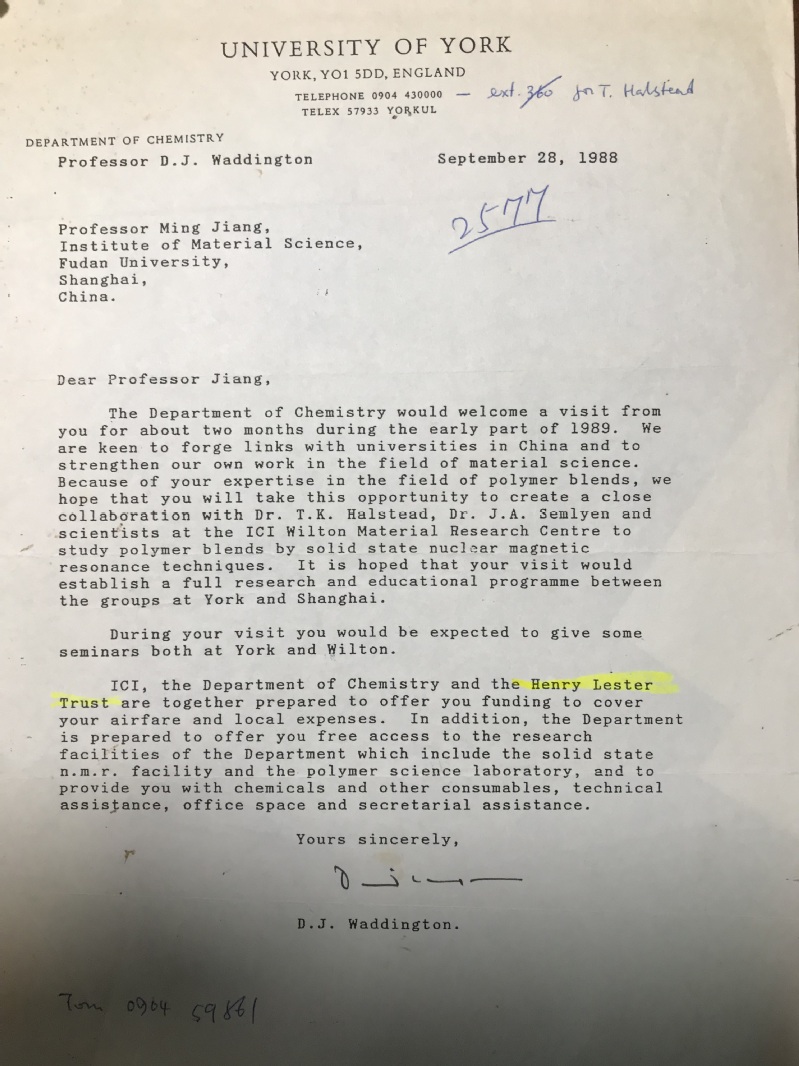 UNIVERSITY OF YORK
YORK, YO1 5DD, ENGLAND
TELEPHONE 0904 430000 — ext. 360 for T. Halstead
TELEX 57933 YORKUL
DEPARTMENT OF CHEMISTRY
Professor D.J. Waddington September 28, 1988
2577
Professor Ming Jiang,
Institute of Material Science,
Fudan University,
Shanghai,
China.
Dear Professor Jiang,
The Department of Chemistry would welcome a visit from
you for about two months during the early part of 1989. We
are keen to forge links with universities in China and to
strengthen our own work in the field of material science.
Because of your expertise in the field of polymer blends, we
hope that you will take this opportunity to create a close
collaboration with Dr. T.K. Halstead, Dr. J.A. Semlyen and
scientists at the ICI Wilton Material Research Centre to
study polymer blends by solid state nuclear magnetic
resonance techniques. It is hoped that your visit would
establish a full research and educational programme between
the groups at York and Shanghai.
During your visit you would be expected to give some
seminars both at York and Wilton.
ICI, the Department of Chemistry and the Henry Lester
Trust are together prepared to offer you funding to cover
your airfare and local expenses. In addition, the Department
is prepared to offer you free access to the research
facilities of the Department which include the solid state
n.m.r. facility and the polymer science laboratory, and to
provide you with chemicals and other consumables, technical
assistance, office space and secretarial assistance.
Yours sincerely,
D.J. Waddington.
Tom 0904 59861